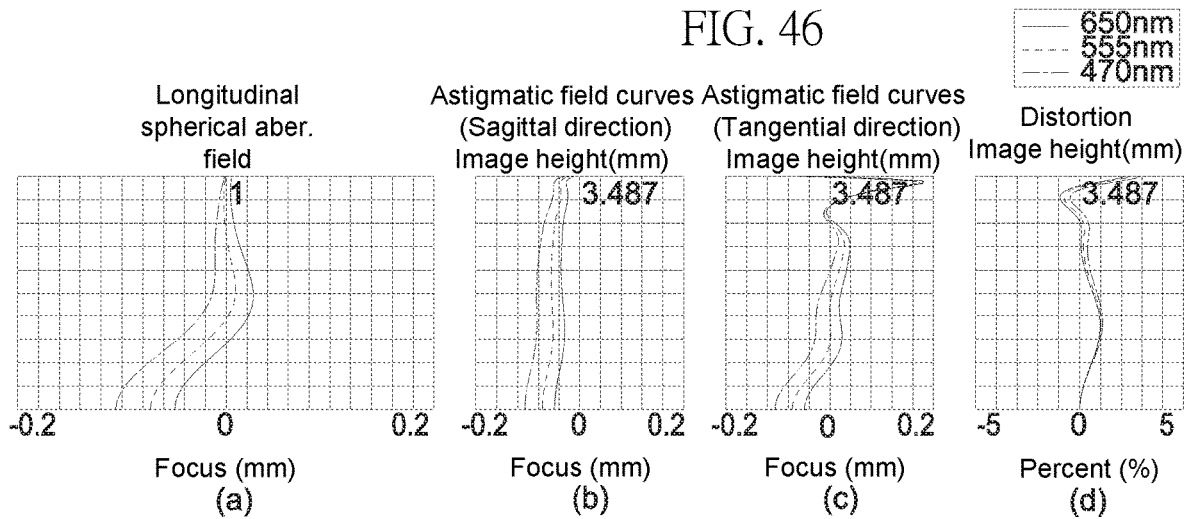 FIG. 46
650nm
555nm
470nm
Longitudinal
spherical aber.
field
1
-0.2
0
0.2
Focus (mm)
(a)
Astigmatic field curves
(Sagittal direction)
Image height(mm)
3.487
-0.2
0
0.2
Focus (mm)
(b)
Astigmatic field curves
(Tangential direction)
Image height(mm)
3.487
-0.2
0
0.2
Focus (mm)
(c)
Distortion
Image height(mm)
3.487
-5
0
5
Percent (%)
(d)